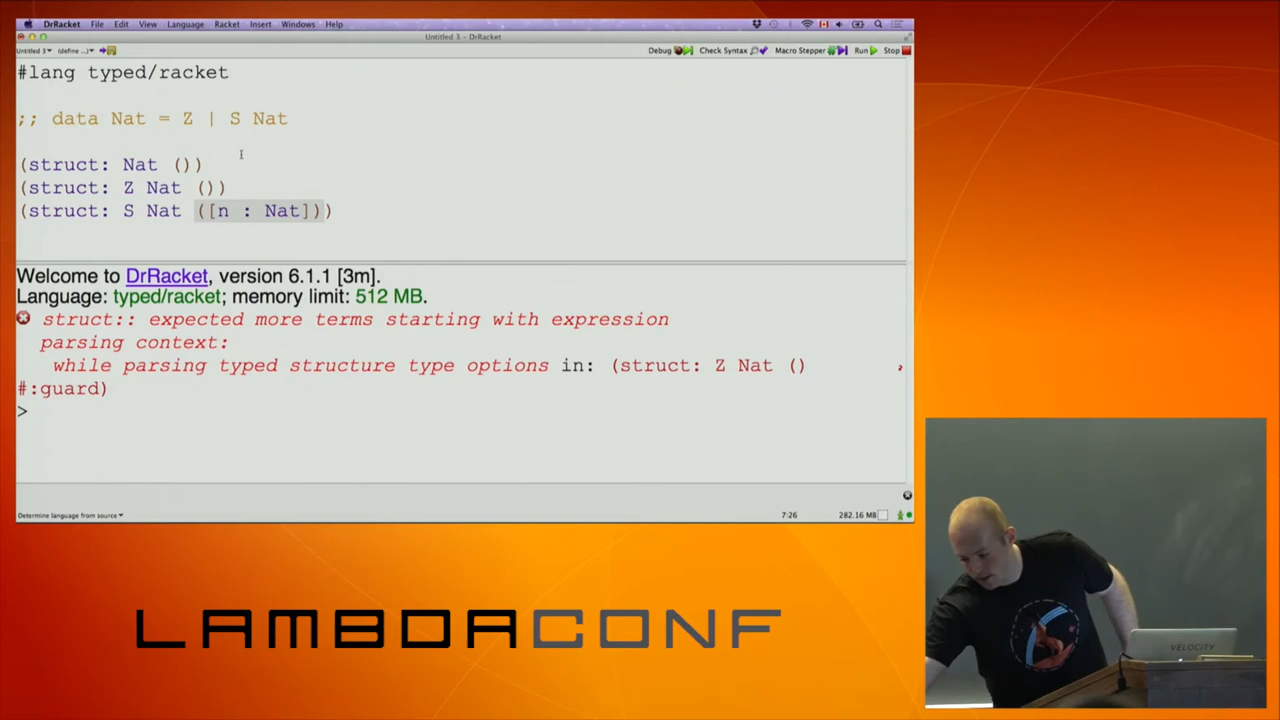 DrRacket File Edit View Language Racket Insert Windows Help
Untitled 3 - DrRacket
Untitled 3 (define ...) Debug Check Syntax Macro Stepper Run Stop
#lang typed/racket
;; data Nat = Z | S Nat
(struct: Nat ())
(struct: Z Nat ())
(struct: S Nat ([n : Nat]))
Welcome to DrRacket, version 6.1.1 [3m].
Language: typed/racket; memory limit: 512 MB.
struct:: expected more terms starting with expression
parsing context:
while parsing typed structure type options in: (struct: Z Nat ()
#:guard)
>
Determine language from source 7:26 282.16 MB
VELOCITY
LAMBDACONF